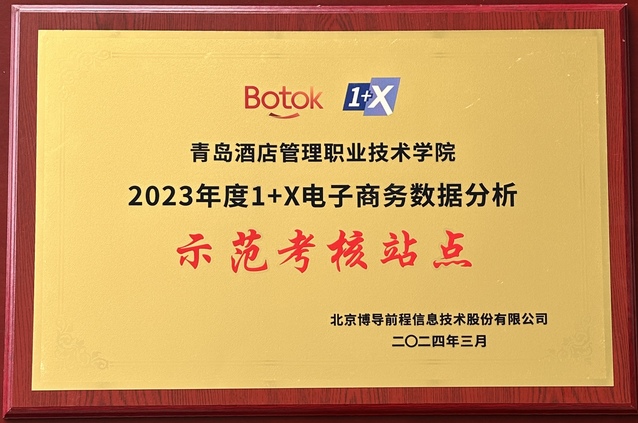 Botok 1+X
青岛酒店管理职业技术学院
2023年度1+X电子商务数据分析
示范考核站点
北京博导前程信息技术股份有限公司
二〇二四年三月